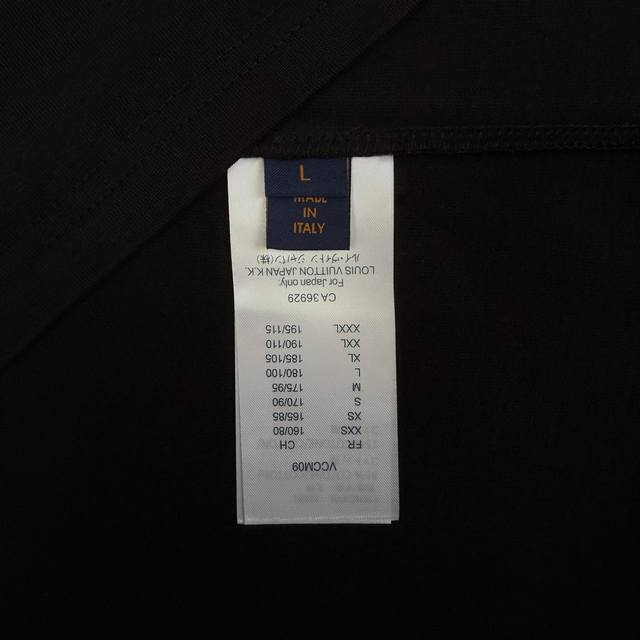 L
MADE
IN
ITALY
VCCM09
FR CH
XXS 160/80
XS 165/85
S 170/90
M 175/95
L 180/100
XL 185/105
XXL 190/110
XXXL 195/115
CA 36929
For Japan only:
LOUIS VUITTON JAPAN K.K.
ルイ・ヴィトン ジャパン(株)